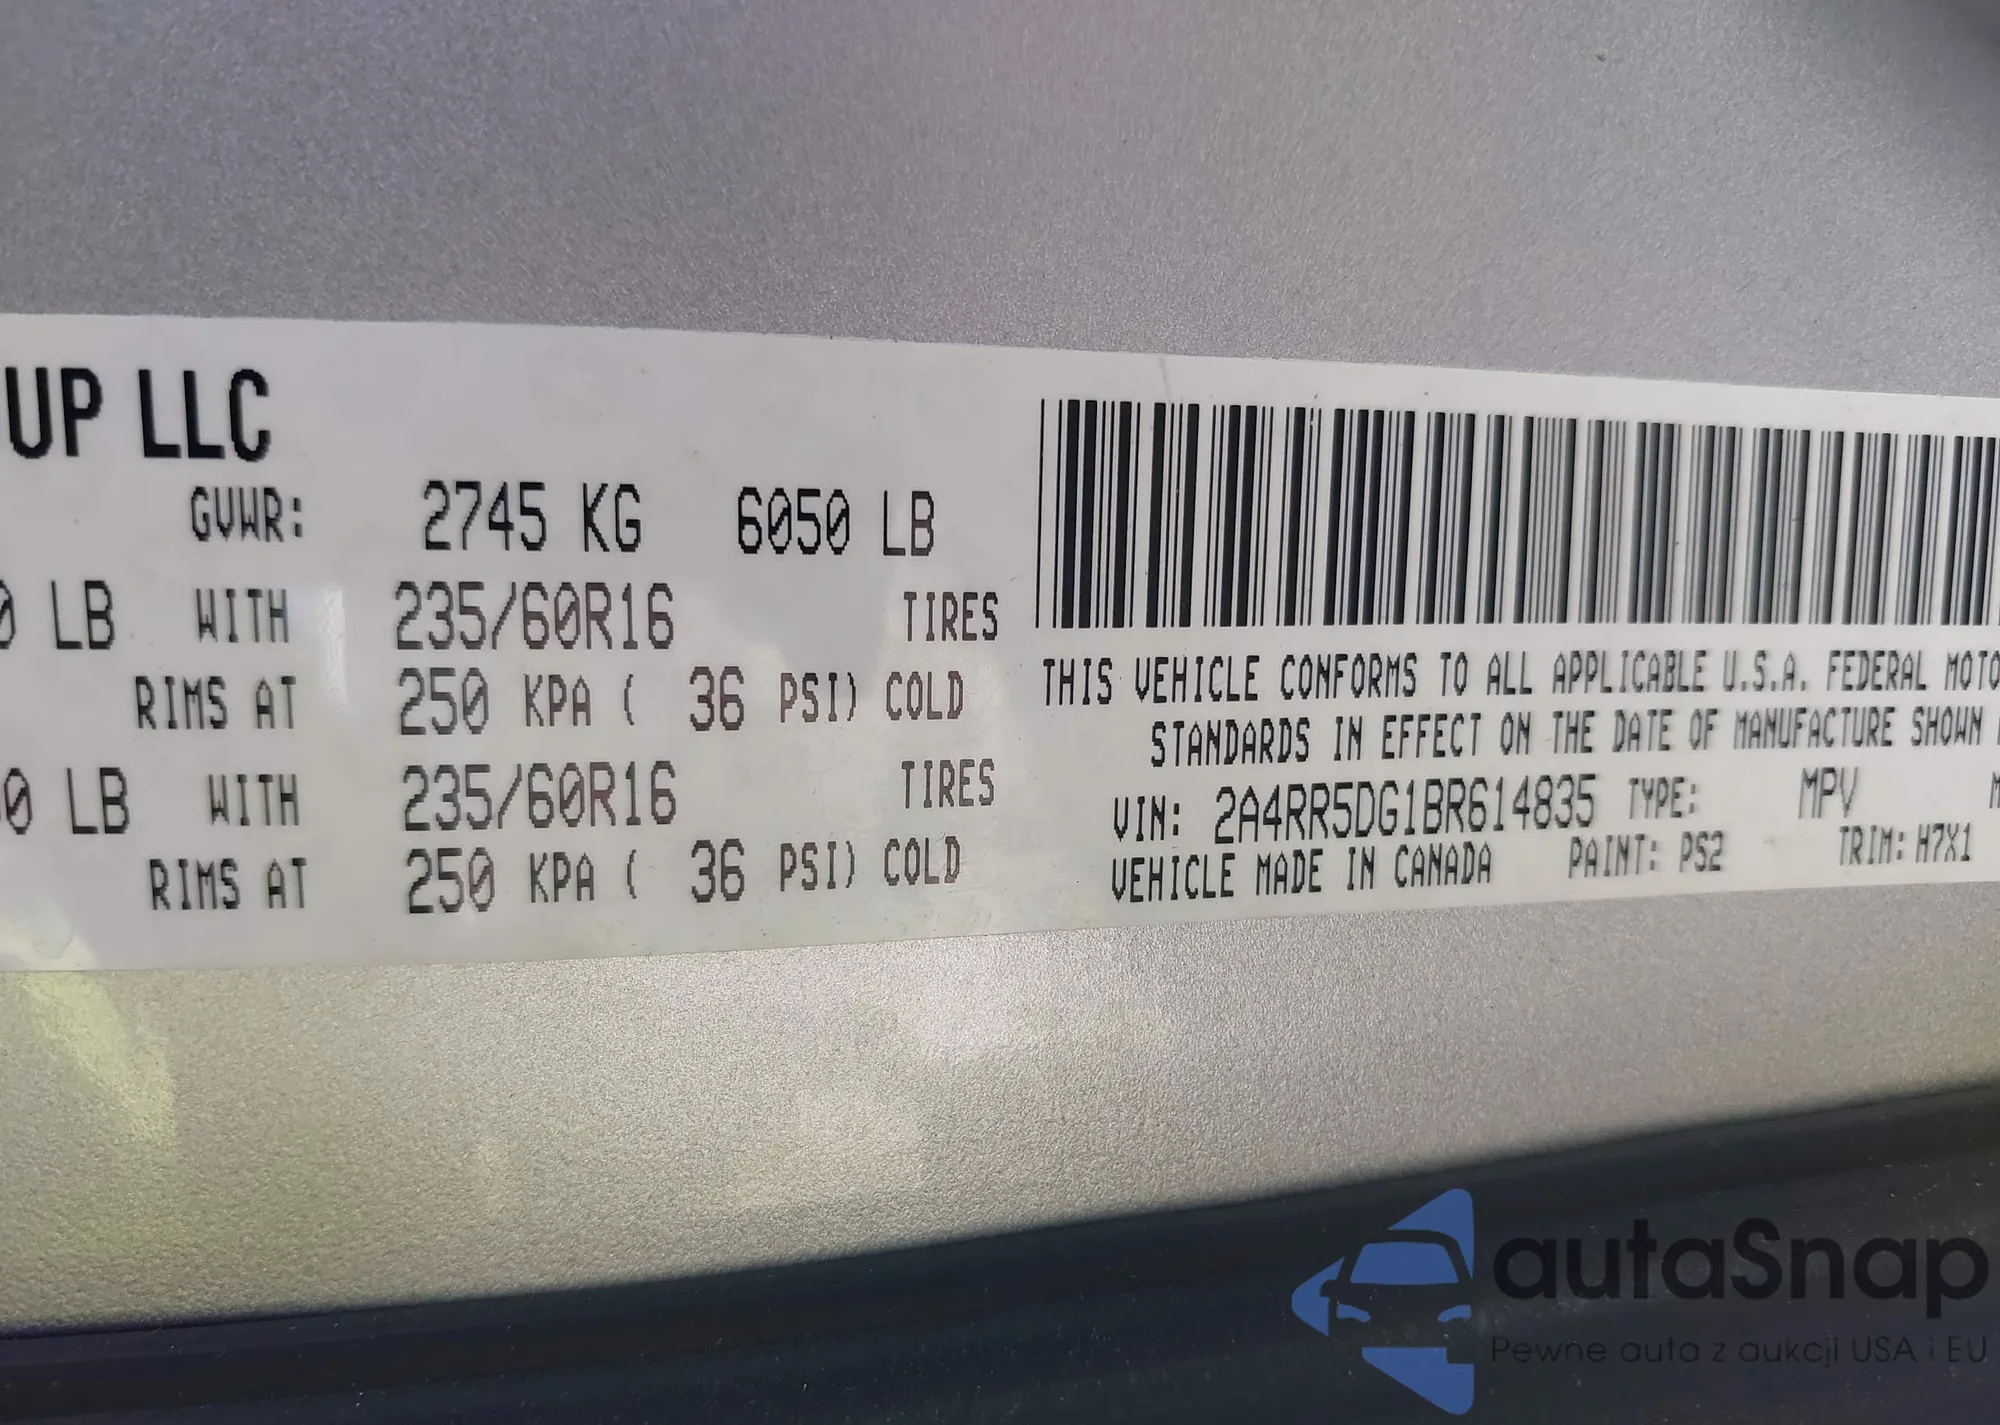 UP LLC
GVWR: 2745 KG 6050 LB
0 LB WITH 235/60R16 TIRES
RIMS AT 250 KPA ( 36 PSI) COLD
0 LB WITH 235/60R16 TIRES
RIMS AT 250 KPA ( 36 PSI) COLD
THIS VEHICLE CONFORMS TO ALL APPLICABLE U.S.A. FEDERAL MOTO
STANDARDS IN EFFECT ON THE DATE OF MANUFACTURE SHOWN
VIN: 2A4RR5DG1BR614835 TYPE: MPV M
VEHICLE MADE IN CANADA PAINT: PS2 TRIM: H7X1
autaSnap
Pewne auta z aukcji USA i EU